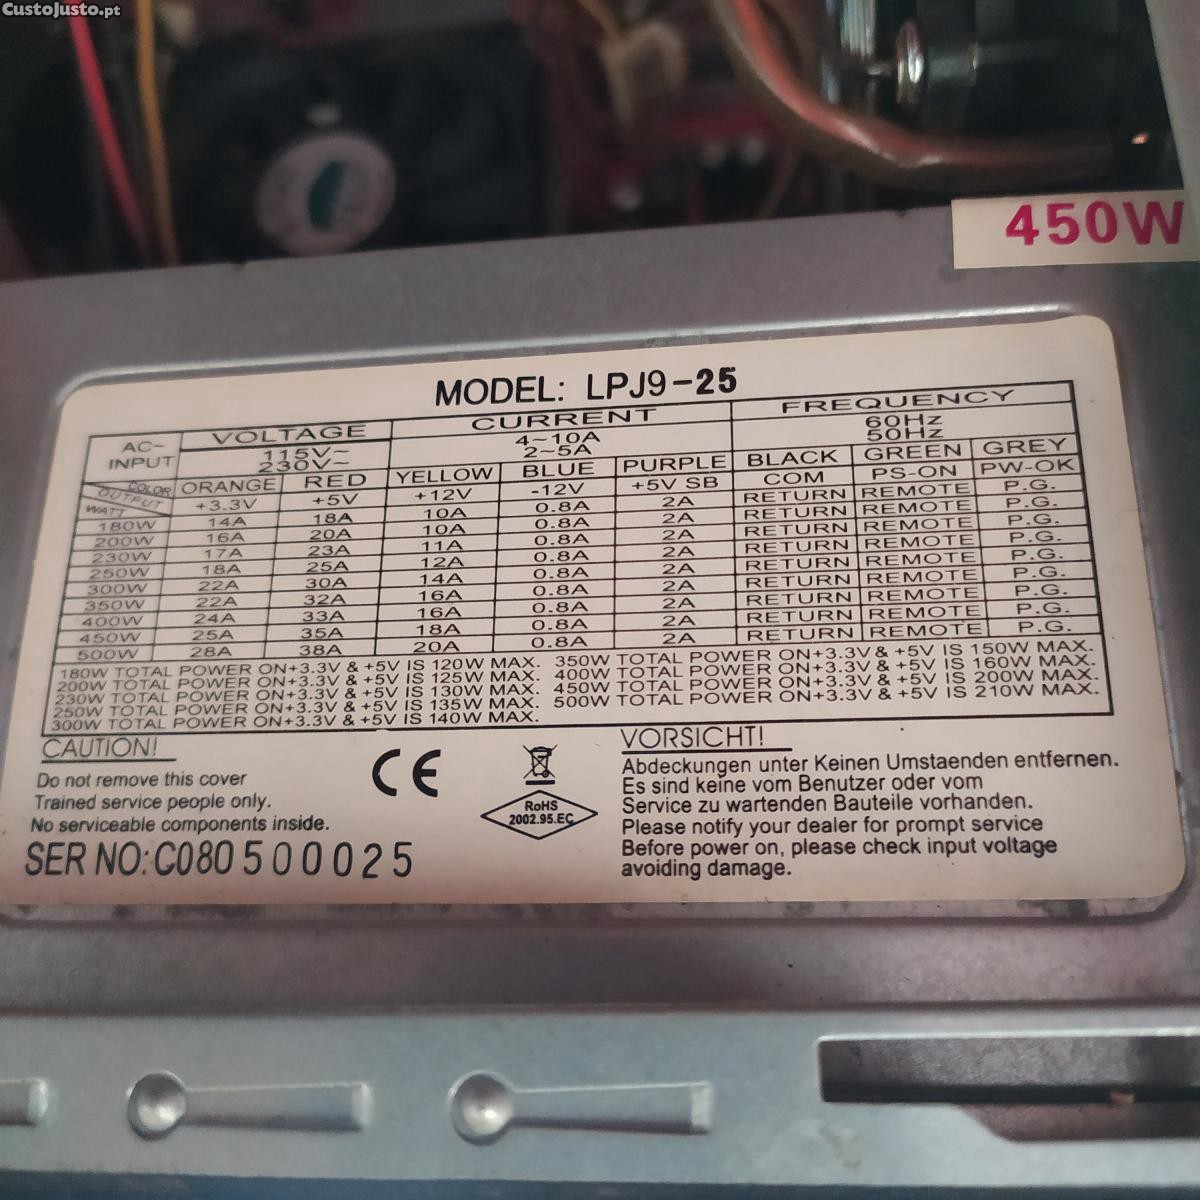 CustoJusto.pt
450W
MODEL: LPJ9-25
AC~ INPUT VOLTAGE CURRENT FREQUENCY
115V~ 4~10A 60Hz
230V~ 2~5A 50Hz
COLOR ORANGE RED YELLOW BLUE PURPLE BLACK GREEN GREY
OUTPUT WATT +3.3V +5V +12V -12V +5V SB COM PS-ON PW-OK
180W 14A 18A 10A 0.8A 2A RETURN REMOTE P.G.
200W 16A 20A 10A 0.8A 2A RETURN REMOTE P.G.
230W 17A 23A 11A 0.8A 2A RETURN REMOTE P.G.
250W 18A 25A 12A 0.8A 2A RETURN REMOTE P.G.
300W 22A 30A 14A 0.8A 2A RETURN REMOTE P.G.
350W 22A 32A 16A 0.8A 2A RETURN REMOTE P.G.
400W 24A 33A 16A 0.8A 2A RETURN REMOTE P.G.
450W 25A 35A 18A 0.8A 2A RETURN REMOTE P.G.
500W 28A 38A 20A 0.8A 2A RETURN REMOTE P.G.
180W TOTAL POWER ON+3.3V & +5V IS 120W MAX.
200W TOTAL POWER ON+3.3V & +5V IS 125W MAX.
230W TOTAL POWER ON+3.3V & +5V IS 130W MAX.
250W TOTAL POWER ON+3.3V & +5V IS 135W MAX.
300W TOTAL POWER ON+3.3V & +5V IS 140W MAX.
350W TOTAL POWER ON+3.3V & +5V IS 150W MAX.
400W TOTAL POWER ON+3.3V & +5V IS 160W MAX.
450W TOTAL POWER ON+3.3V & +5V IS 200W MAX.
500W TOTAL POWER ON+3.3V & +5V IS 210W MAX.
CAUTION!
Do not remove this cover
Trained service people only.
No serviceable components inside.
SER NO:C080500025
CE
RoHS
2002.95.EC
VORSICHT!
Abdeckungen unter Keinen Umstaenden entfernen.
Es sind keine vom Benutzer oder vom
Service zu wartenden Bauteile vorhanden.
Please notify your dealer for prompt service
Before power on, please check input voltage
avoiding damage.